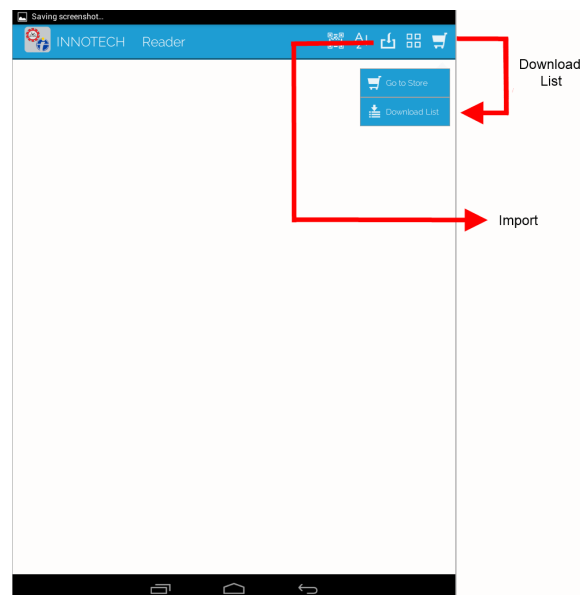 Saving screenshot...
INNOTECH Reader
Go to Store
Download List
Download
List
Import